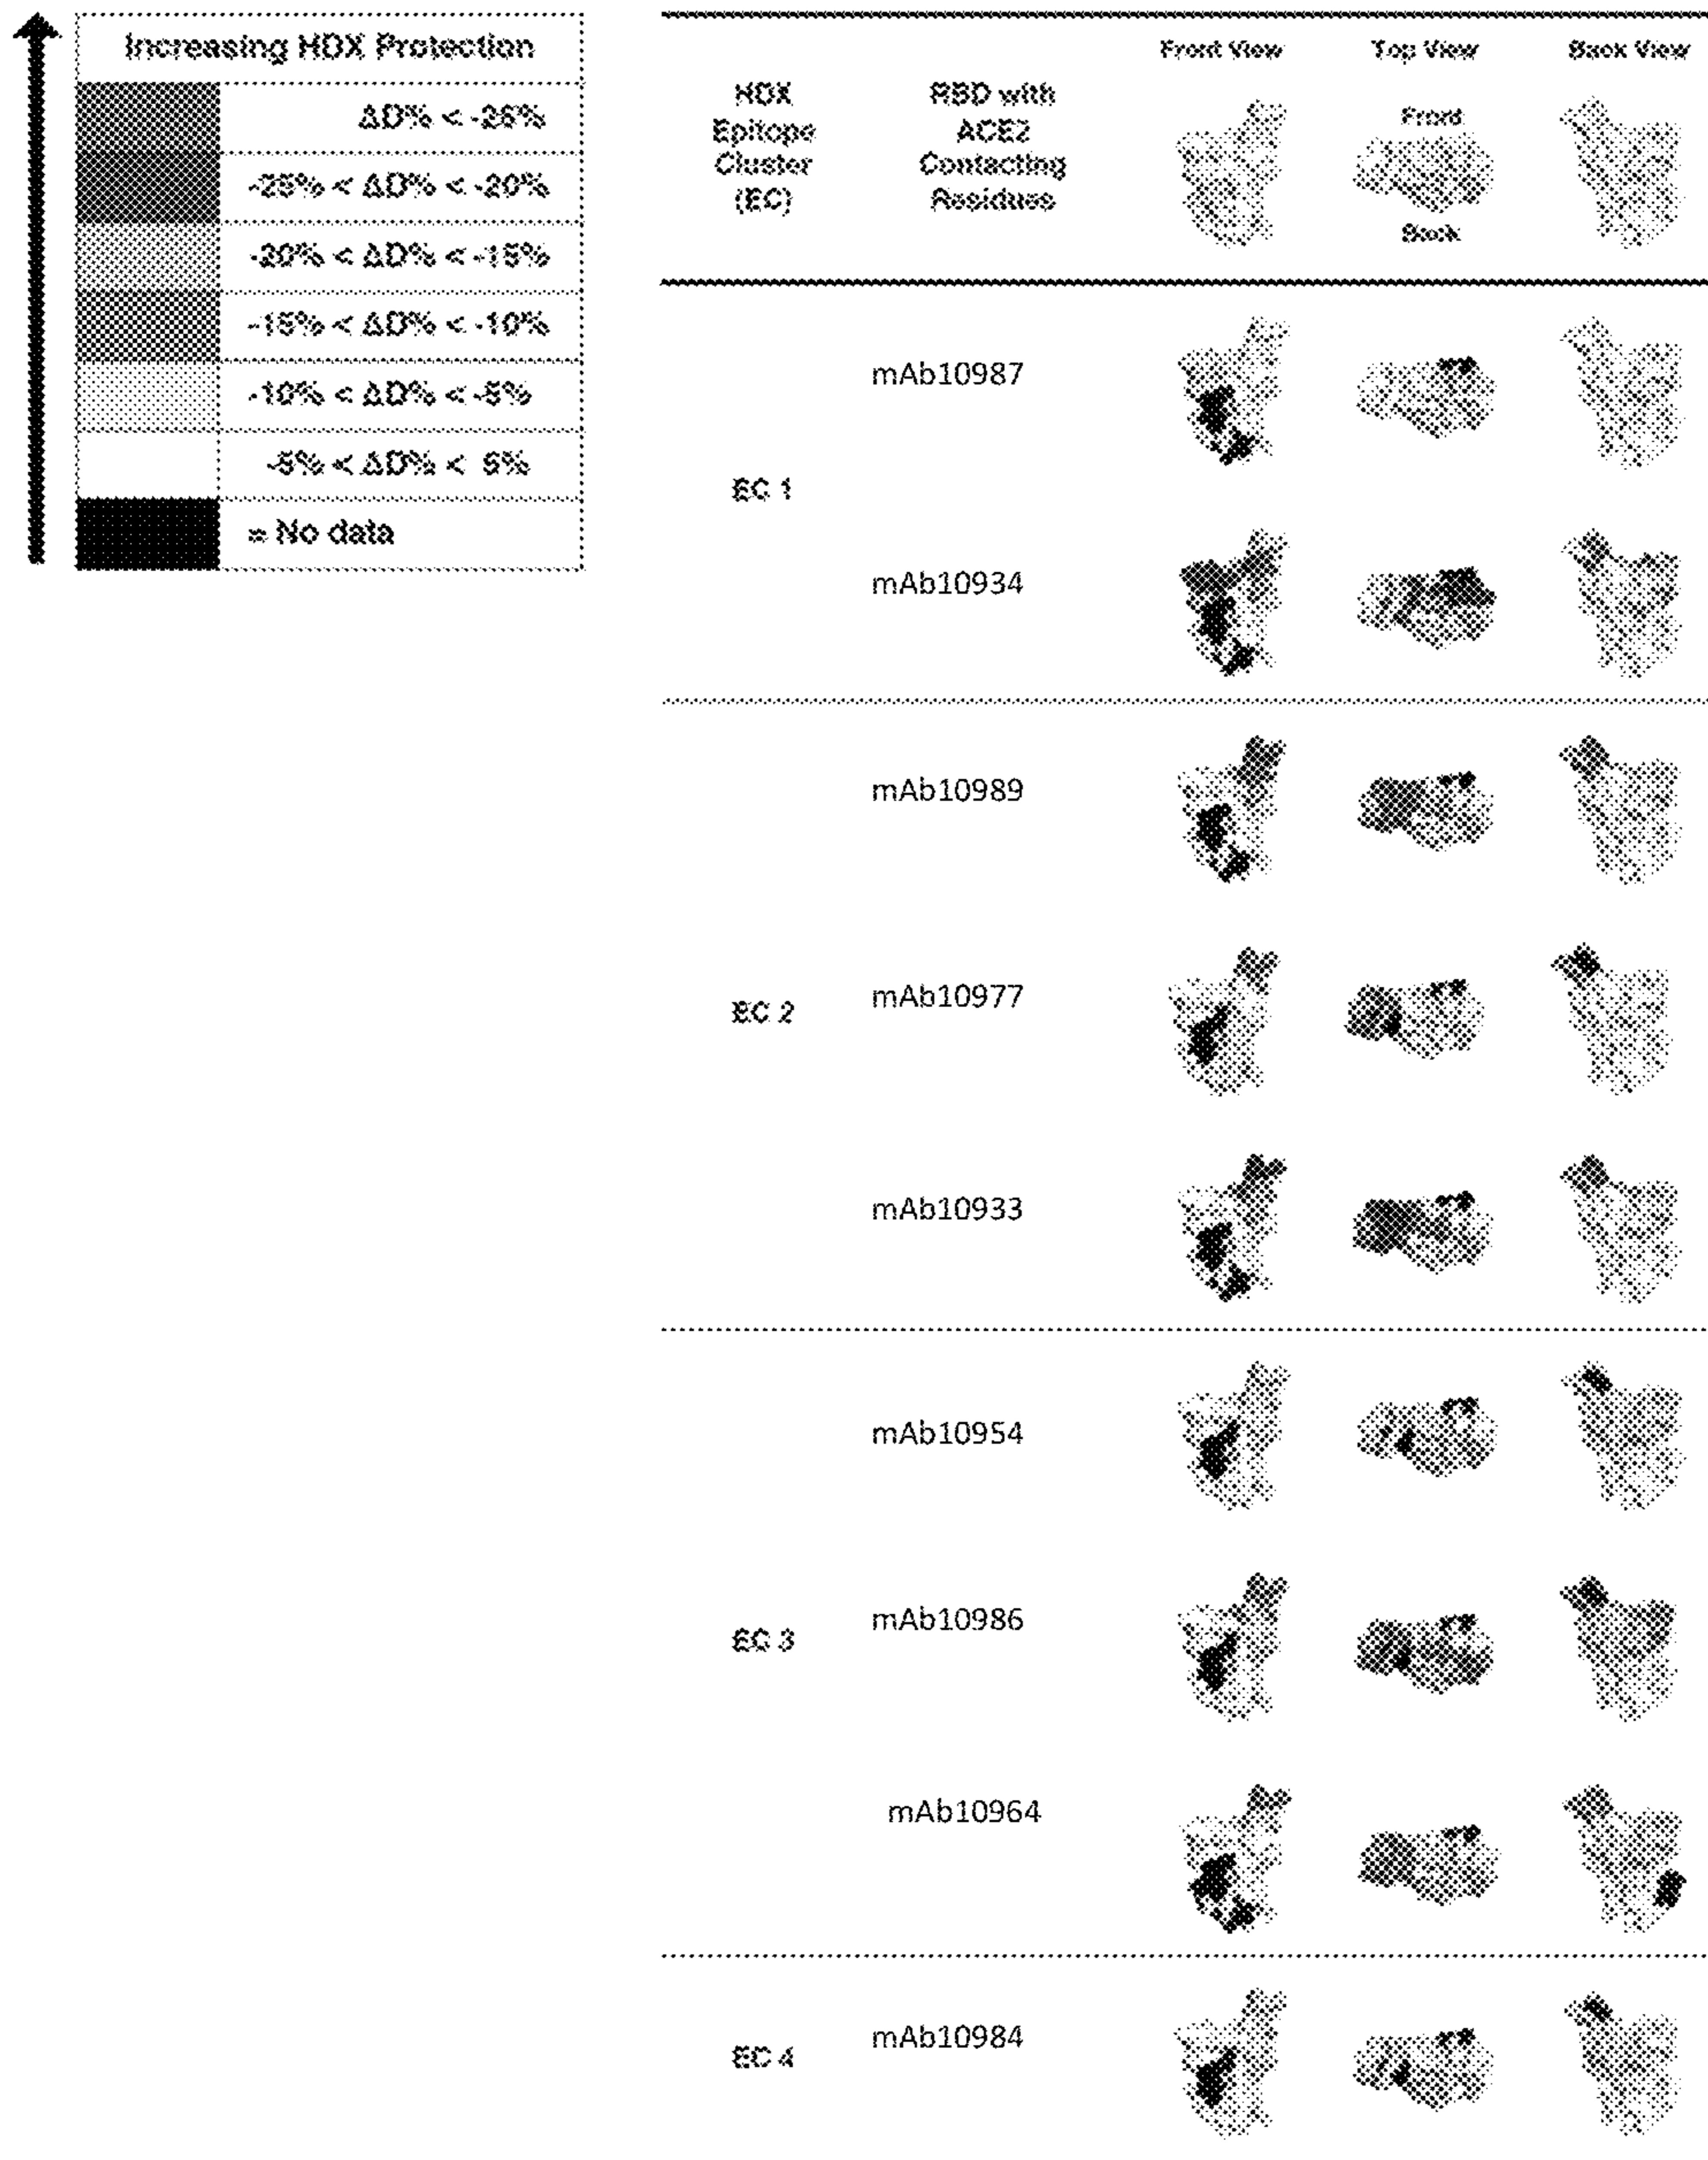 Increasing HDX Protection
ΔD% < -25%
-25% < ΔD% < -20%
-20% < ΔD% < -15%
-15% < ΔD% < -10%
-10% < ΔD% < -5%
-5% < ΔD% < 5%
= No data
HDX
Epitope
Cluster
(EC)
RBD with
ACE2
Contacting
Residues
Front View
Top View
Back View
Front
Back
EC 1
mAb10987
mAb10934
EC 2
mAb10989
mAb10977
mAb10933
EC 3
mAb10954
mAb10986
mAb10964
EC 4
mAb10984